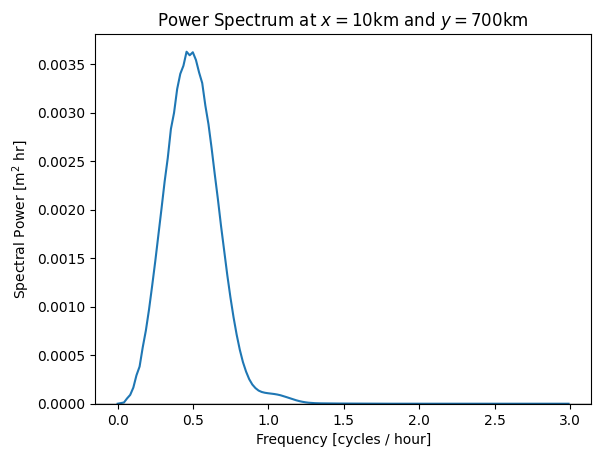 Power Spectrum at x = 10km and y = 700km
Spectral Power [m² hr]
0.0035
0.0030
0.0025
0.0020
0.0015
0.0010
0.0005
0.0000
0.0 0.5 1.0 1.5 2.0 2.5 3.0
Frequency [cycles / hour]